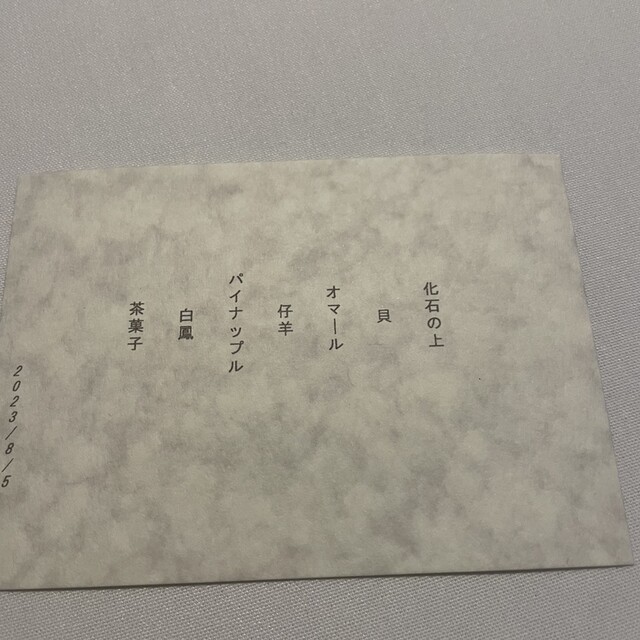 化石の上
貝
オマール
仔羊
パイナップル
白鳳
茶菓子
2023/8/5